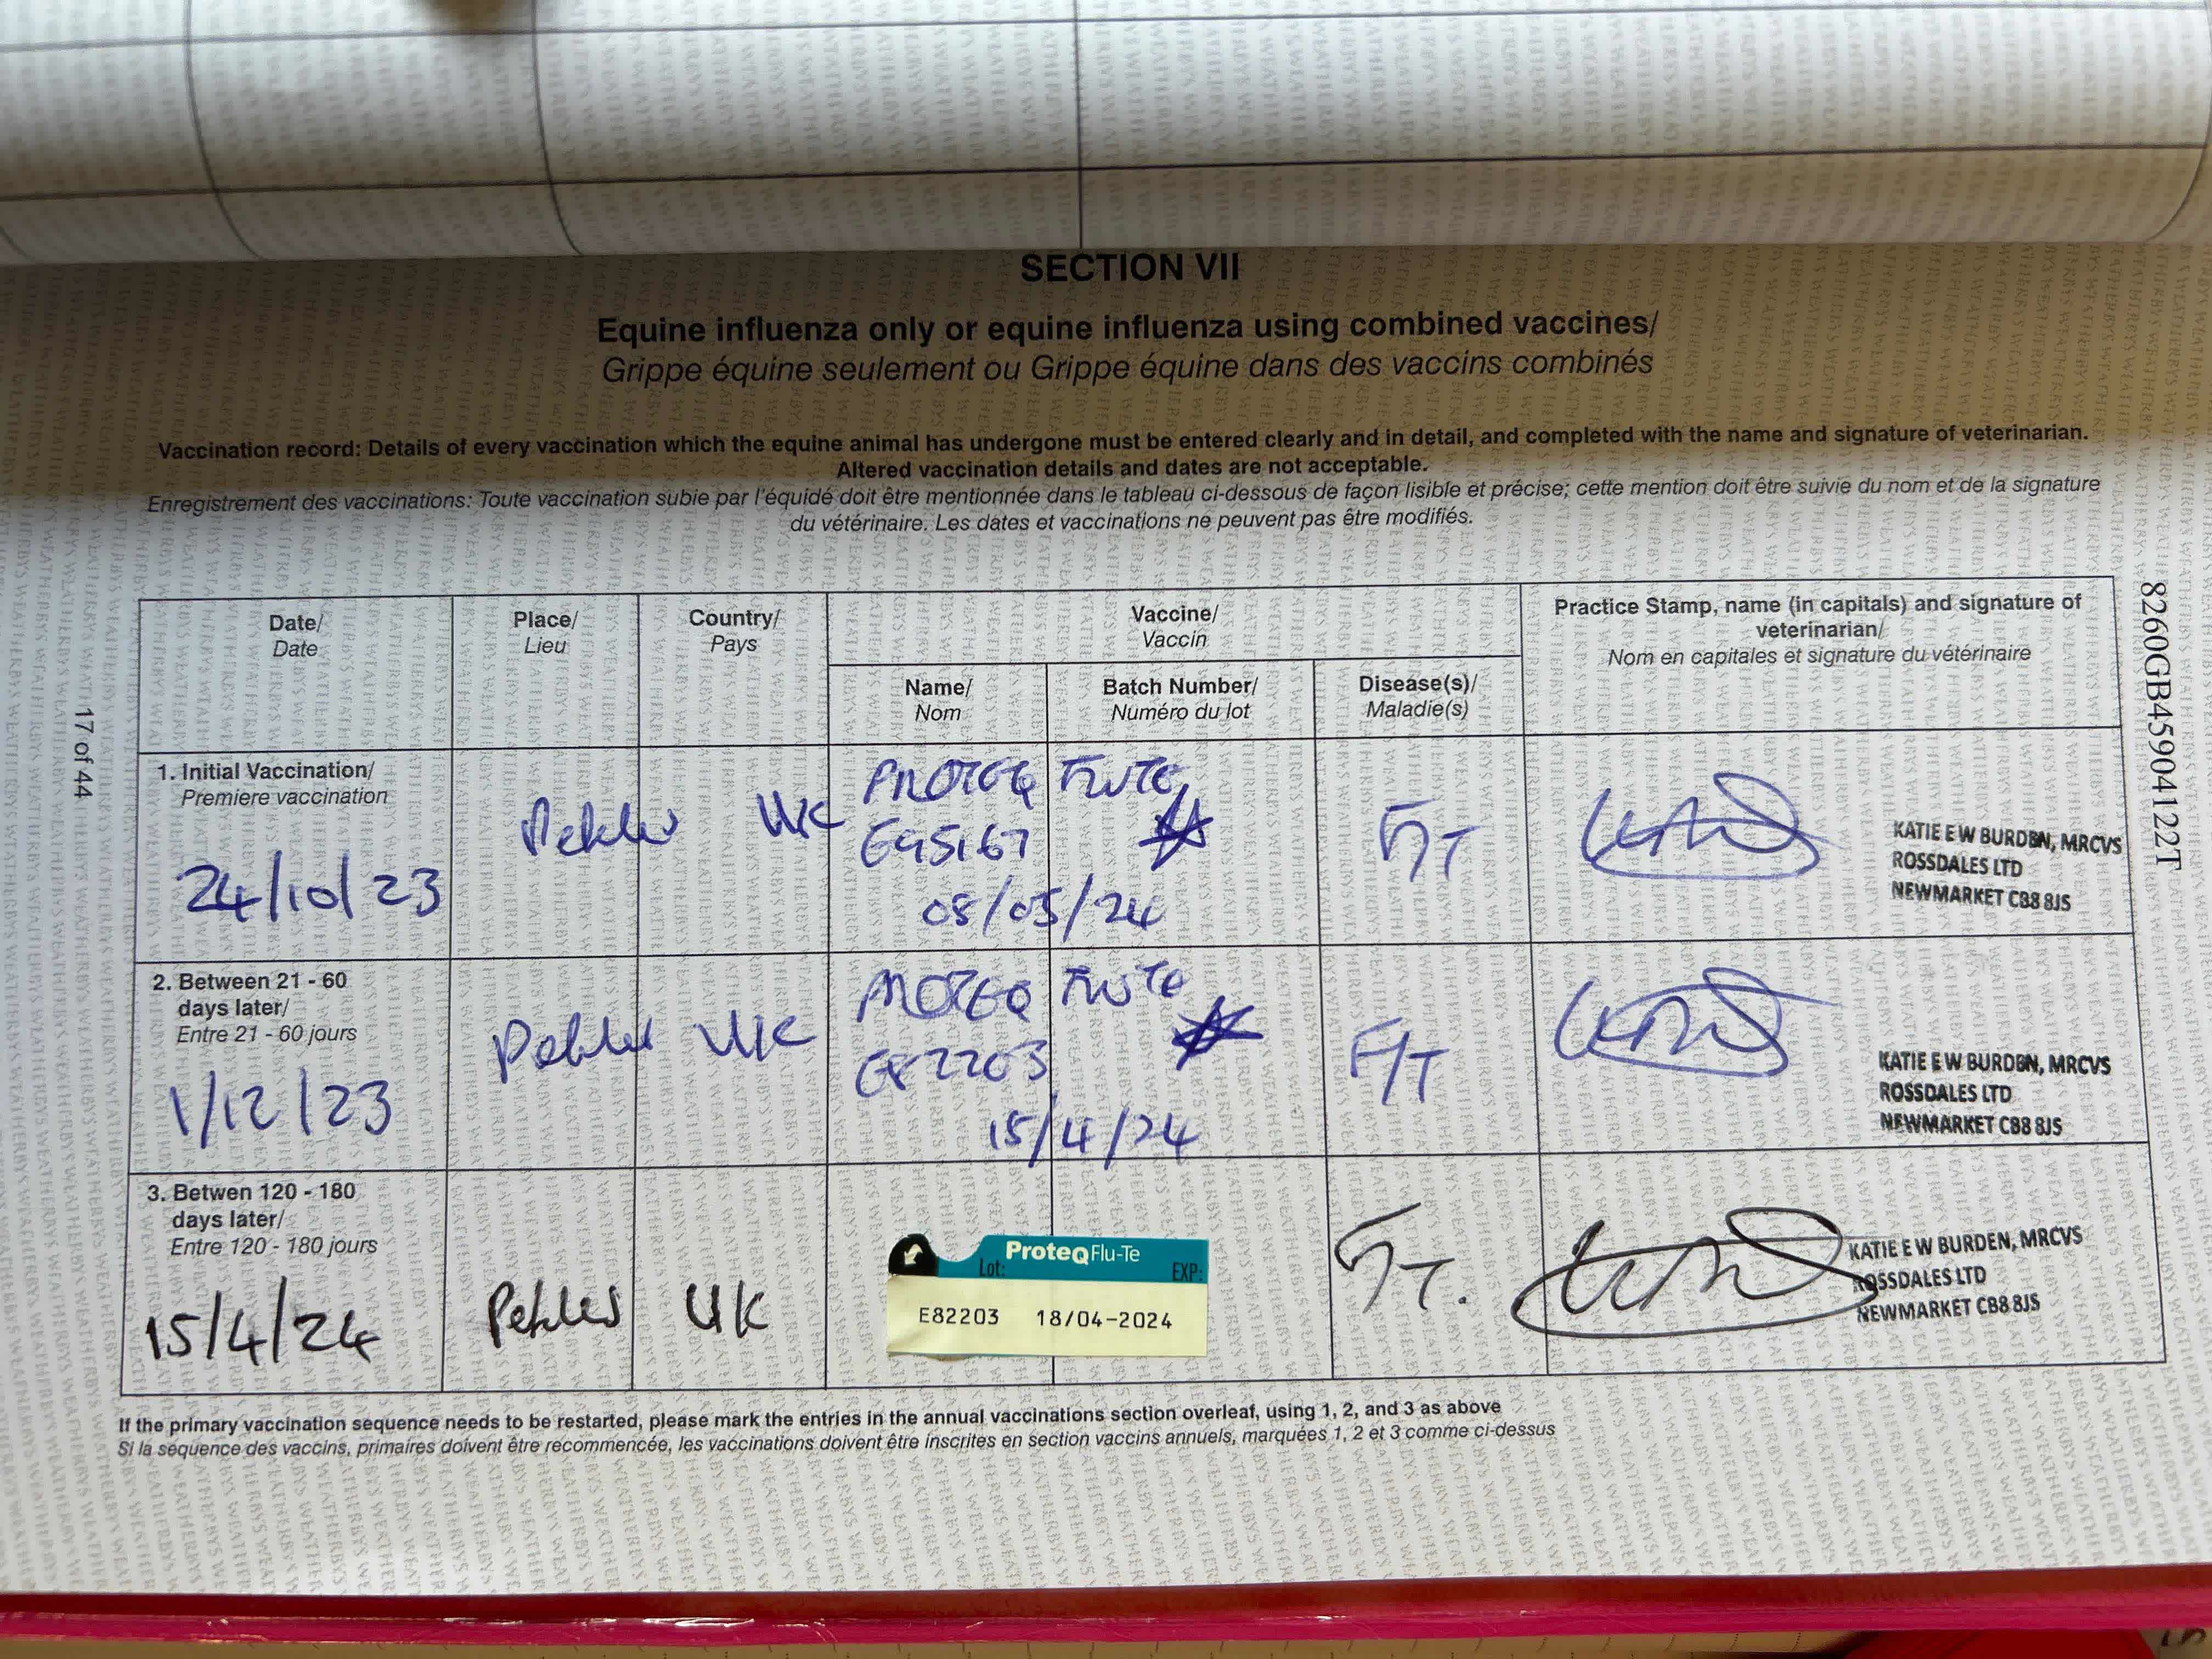 SECTION VII
Equine influenza only or equine influenza using combined vaccines/
Grippe équine seulement ou Grippe équine dans des vaccins combinés
Vaccination record: Details of every vaccination which the equine animal has undergone must be entered clearly and in detail, and completed with the name and signature of veterinarian.
Altered vaccination details and dates are not acceptable.
Enregistrement des vaccinations: Toute vaccination subie par l'équidé doit être mentionnée dans le tableau ci-dessous de façon lisible et précise; cette mention doit être suivie du nom et de la signature
du vétérinaire. Les dates et vaccinations ne peuvent pas être modifiés.
8260GB45904122T
17 of 44
Date/
Date
Place/
Lieu
Country/
Pays
Vaccine/
Vaccin
Name/
Nom
Batch Number/
Numéro du lot
Disease(s)/
Maladie(s)
Practice Stamp, name (in capitals) and signature of
veterinarian/
Nom en capitales et signature du vétérinaire
1. Initial Vaccination/
Premiere vaccination
24/10/23
UK
PROTEQ FLUTE
E95167
08/05/24
F/T
KATIE E W BURDEN, MRCVS
ROSSDALES LTD
NEWMARKET CB8 8JS
2. Between 21 - 60
days later/
Entre 21 - 60 jours
1/12/23
UK
PROTEQ FLUTE
E82203
15/4/24
F/T
KATIE E W BURDEN, MRCVS
ROSSDALES LTD
NEWMARKET CB8 8JS
3. Betwen 120 - 180
days later/
Entre 120 - 180 jours
15/4/24
UK
ProteqFlu-Te
Lot: EXP:
E82203 18/04-2024
F/T.
KATIE E W BURDEN, MRCVS
ROSSDALES LTD
NEWMARKET CB8 8JS
If the primary vaccination sequence needs to be restarted, please mark the entries in the annual vaccinations section overleaf, using 1, 2, and 3 as above
Si la séquence des vaccins, primaires doivent être recommencée, les vaccinations doivent être inscrites en section vaccins annuels, marquées 1, 2 et 3 comme ci-dessus